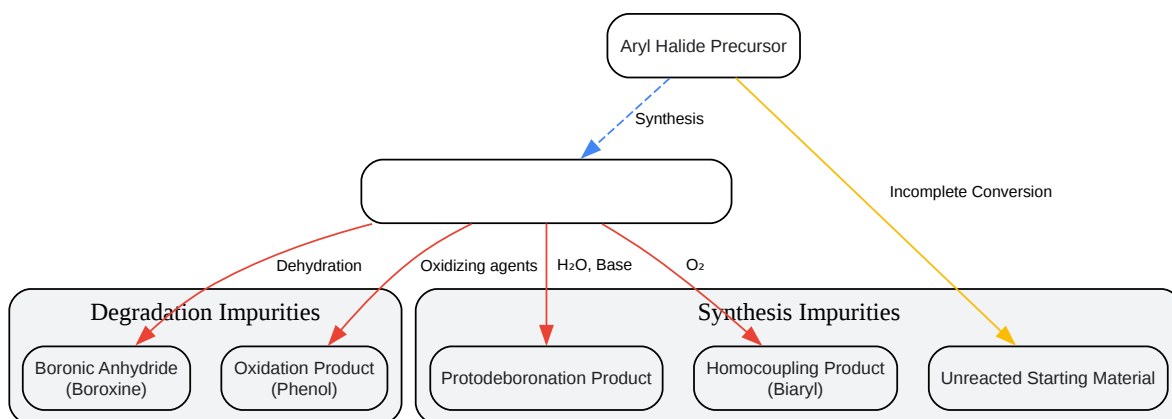 Aryl Halide Precursor
Synthesis
Incomplete Conversion
Dehydration
Oxidizing agents
H₂O, Base
O₂
Degradation Impurities
Synthesis Impurities
Boronic Anhydride
(Boroxine)
Oxidation Product
(Phenol)
Protodeboronation Product
Homocoupling Product
(Biaryl)
Unreacted Starting Material